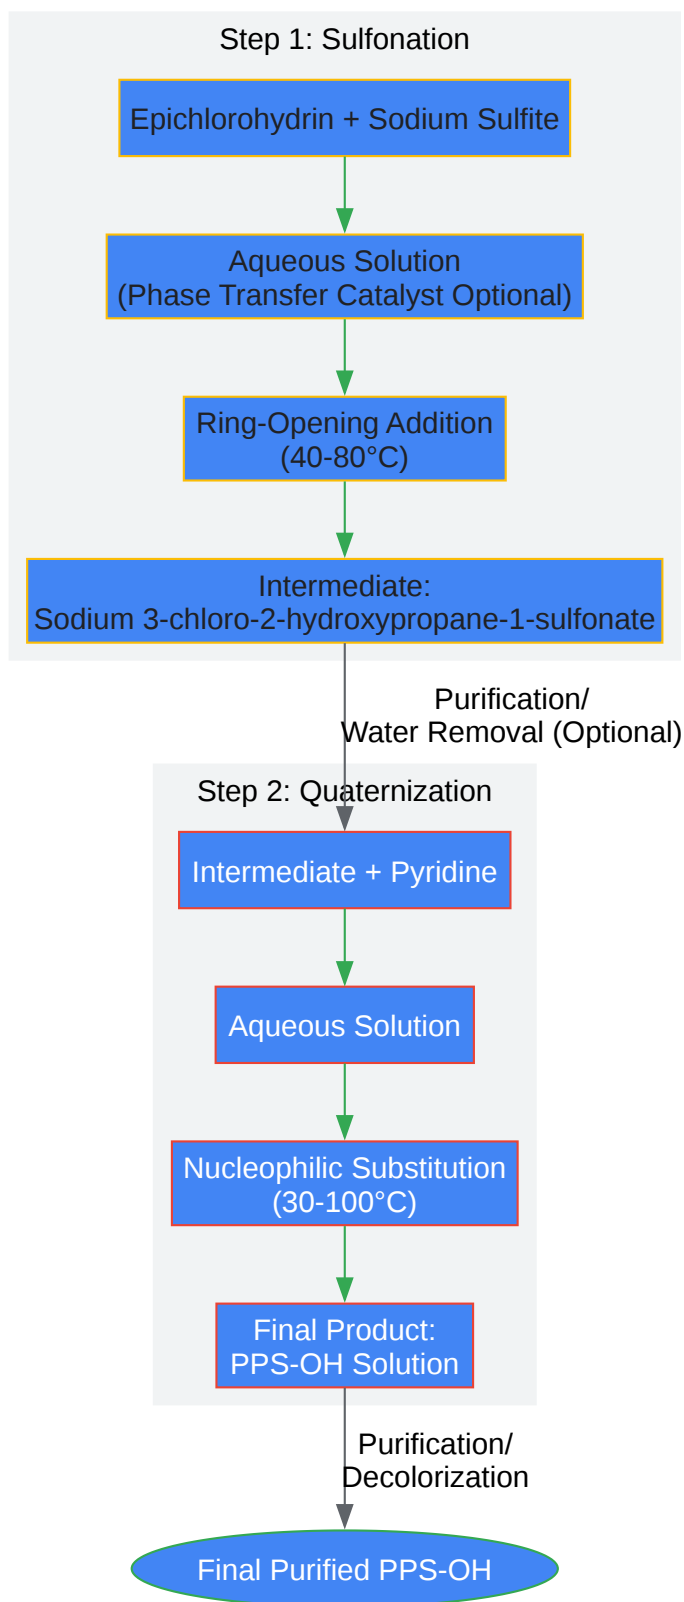 Step 1: Sulfonation
Epichlorohydrin + Sodium Sulfite
Aqueous Solution
(Phase Transfer Catalyst Optional)
Ring-Opening Addition
(40-80°C)
Intermediate:
Sodium 3-chloro-2-hydroxypropane-1-sulfonate
Purification/
Water Removal (Optional)
Step 2: Quaternization
Intermediate + Pyridine
Aqueous Solution
Nucleophilic Substitution
(30-100°C)
Final Product:
PPS-OH Solution
Purification/
Decolorization
Final Purified PPS-OH